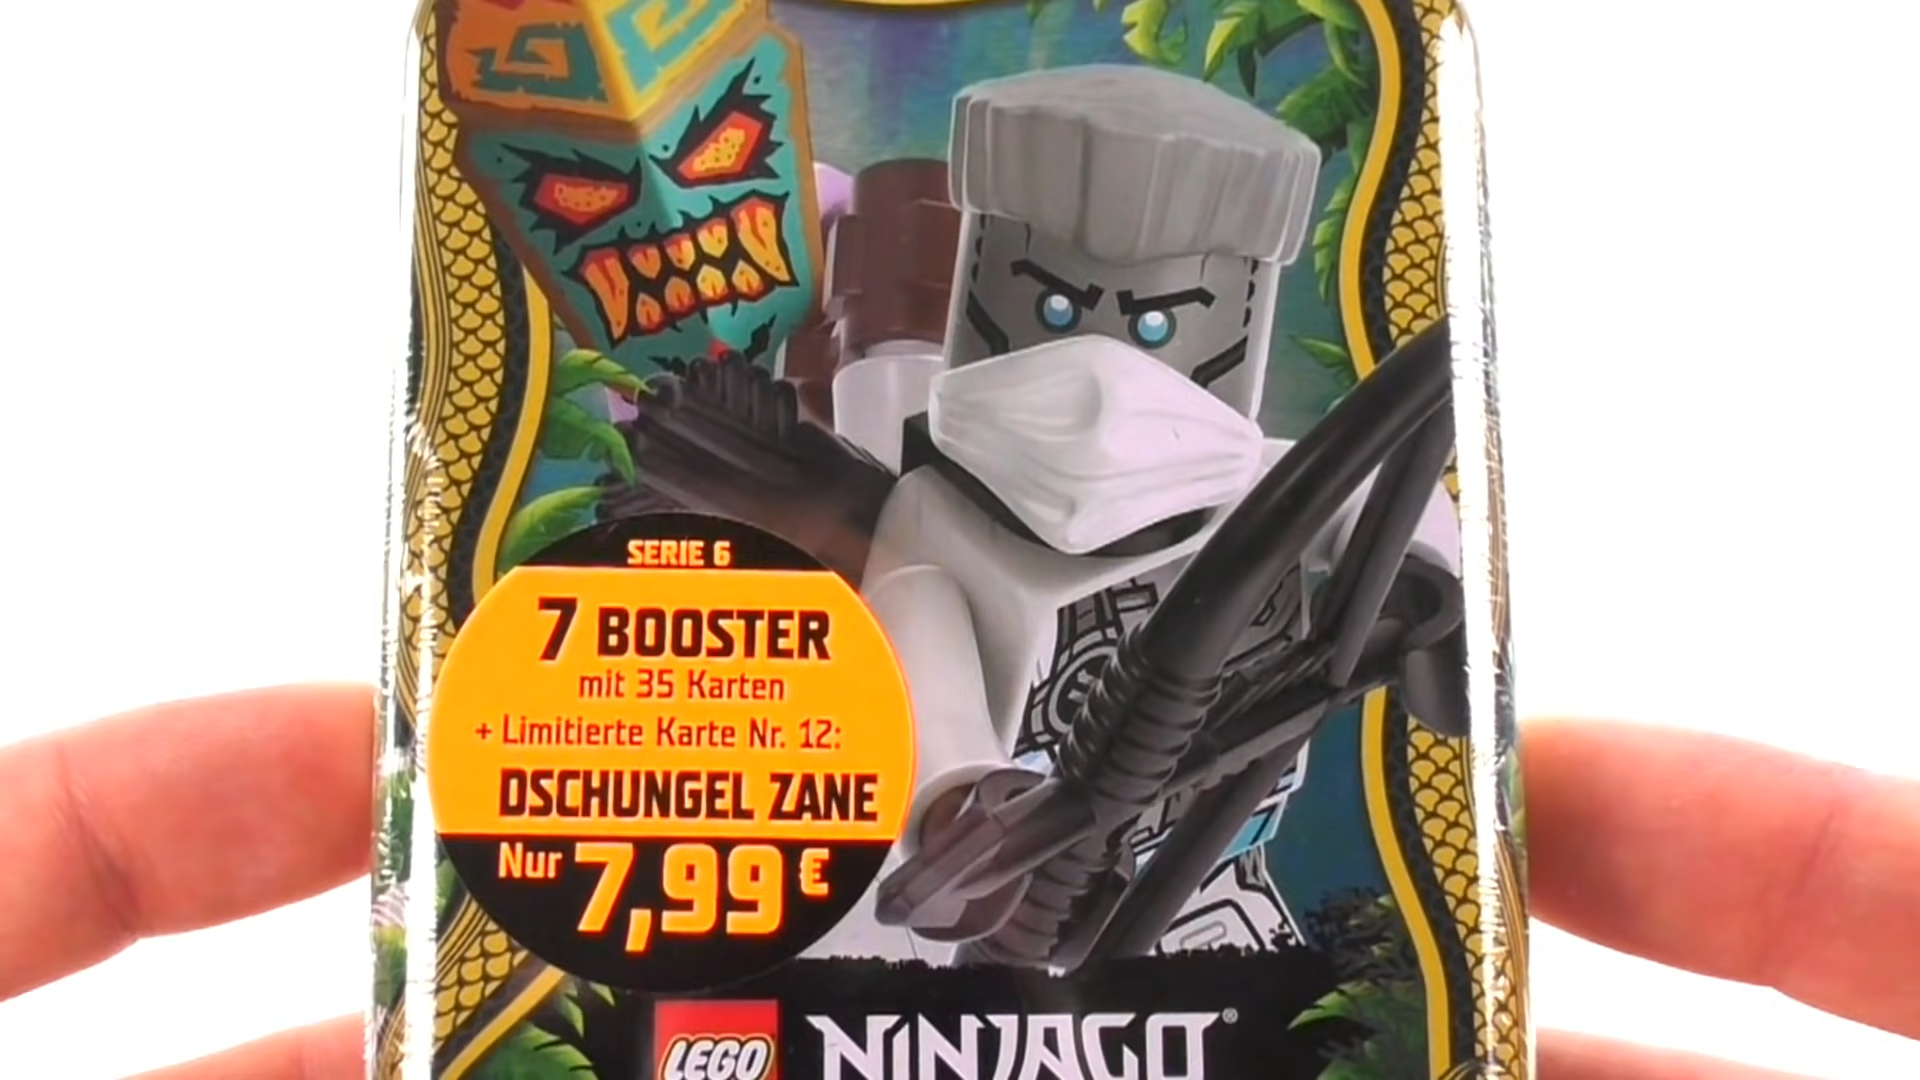 SERIE 6
7 BOOSTER
mit 35 Karten
+ Limitierte Karte Nr. 12:
DSCHUNGEL ZANE
Nur 7,99 €
LEGO NINJAGO®